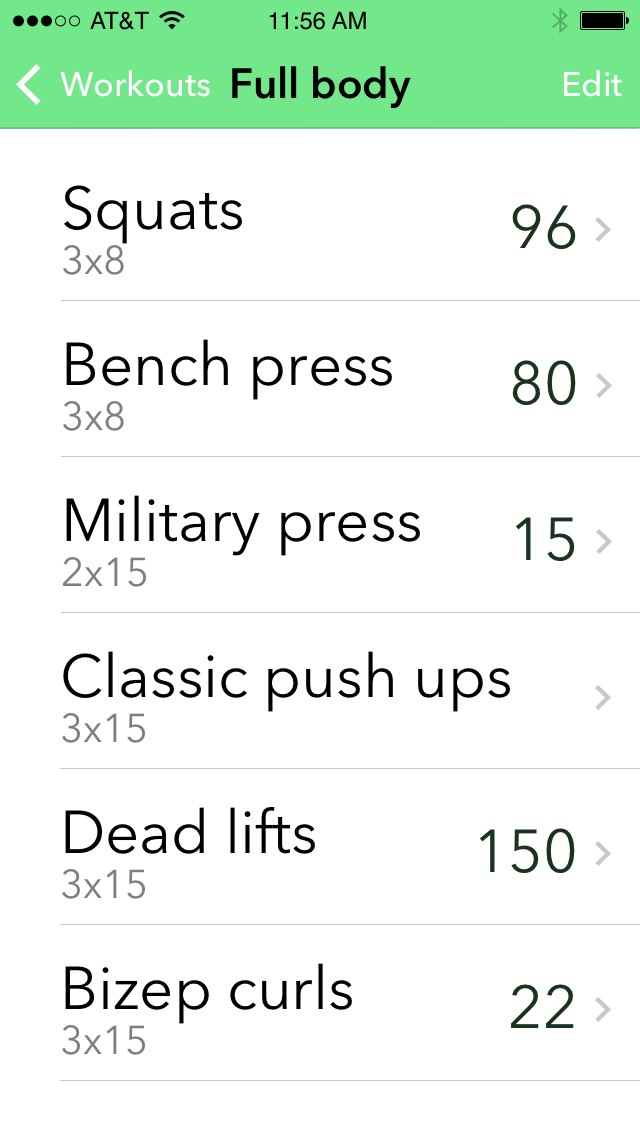 AT&T 11:56 AM
Workouts Full body Edit
Squats
3x8
96
Bench press
3x8
80
Military press
2x15
15
Classic push ups
3x15
Dead lifts
3x15
150
Bizep curls
3x15
22